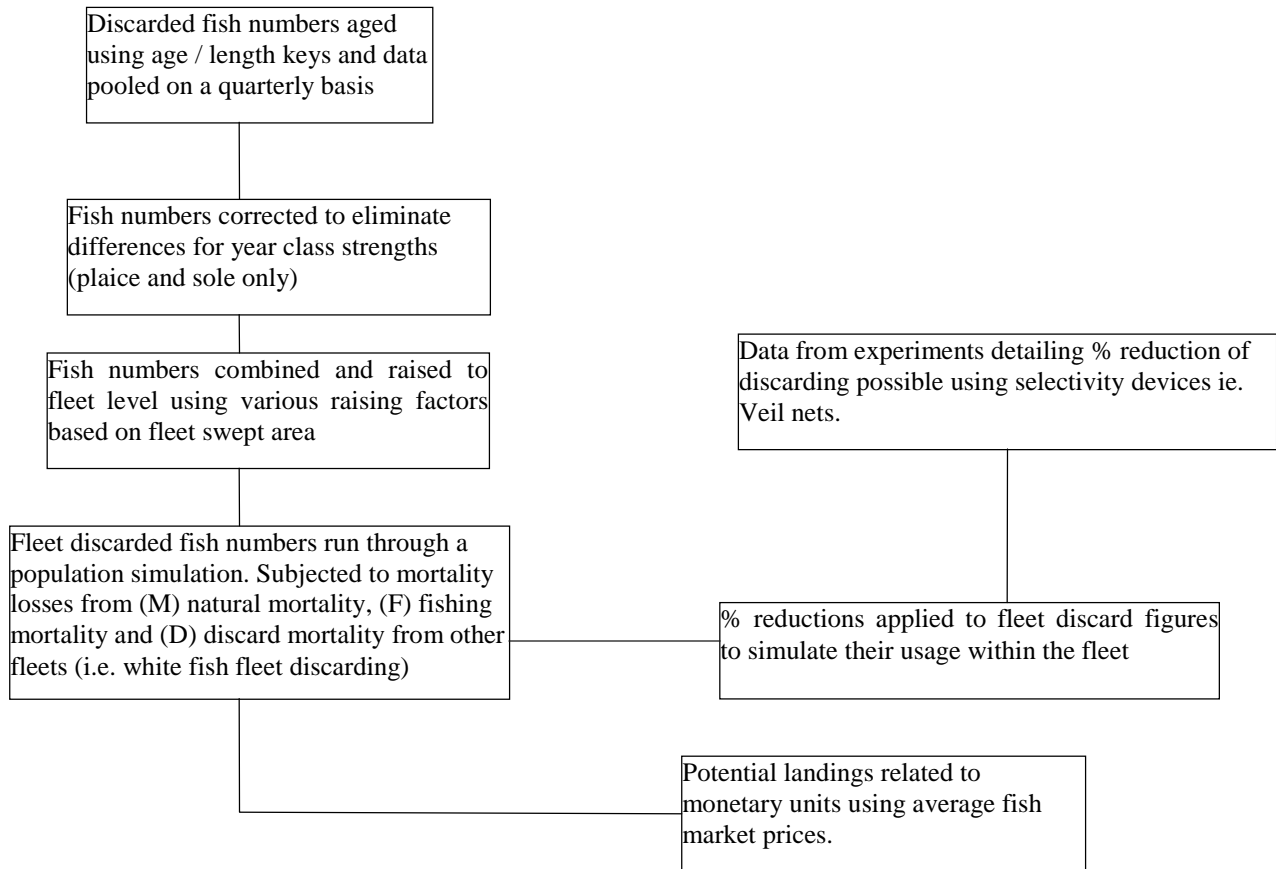 Discarded fish numbers aged
using age / length keys and data
pooled on a quarterly basis
Fish numbers corrected to eliminate
differences for year class strengths
(plaice and sole only)
Fish numbers combined and raised to
fleet level using various raising factors
based on fleet swept area
Data from experiments detailing % reduction of
discarding possible using selectivity devices ie.
Veil nets.
Fleet discarded fish numbers run through a
population simulation. Subjected to mortality
losses from (M) natural mortality, (F) fishing
mortality and (D) discard mortality from other
fleets (i.e. white fish fleet discarding)
% reductions applied to fleet discard figures
to simulate their usage within the fleet
Potential landings related to
monetary units using average fish
market prices.